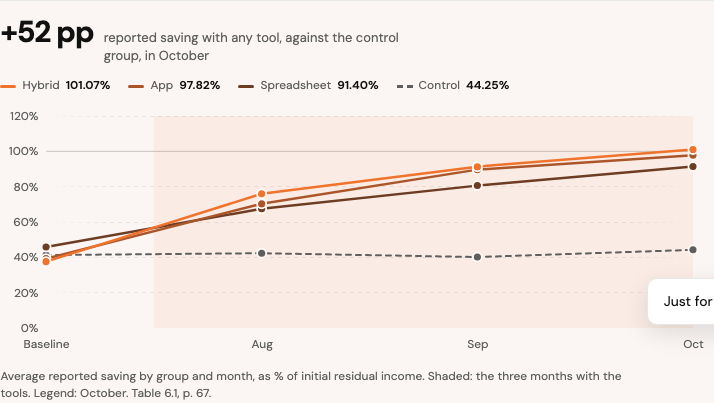 +52 pp reported saving with any tool, against the control
group, in October
Hybrid 101.07% App 97.82% Spreadsheet 91.40% Control 44.25%
120%
100%
80%
60%
40%
20%
0%
Baseline Aug Sep Oct
Just for
Average reported saving by group and month, as % of initial residual income. Shaded: the three months with the
tools. Legend: October. Table 6.1, p. 67.